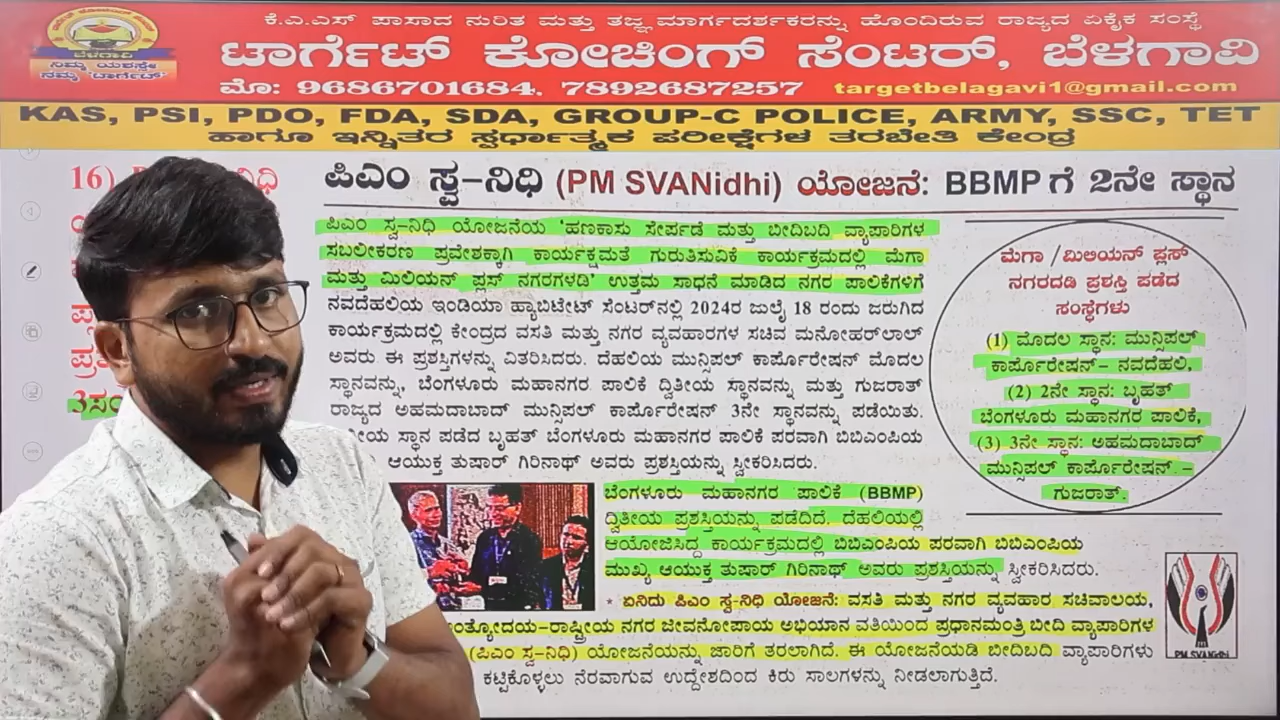 ಕೆ.ಎ.ಎಸ್ ಪಾಸಾದ ನುರಿತ ಮತ್ತು ತಜ್ಞ ಮಾರ್ಗದರ್ಶಕರನ್ನು ಹೊಂದಿರುವ ರಾಜ್ಯದ ಏಕೈಕ ಸಂಸ್ಥೆ
ಟಾರ್ಗೆಟ್ ಕೋಚಿಂಗ್ ಸೆಂಟರ್, ಬೆಳಗಾವಿ
ಬೆಳಗಾವಿ
ನಿಮ್ಮ ಯಶಸ್ಸೇ
ನಮ್ಮ 'ಟಾರ್ಗೆಟ್'
ಮೊ: 9686701684, 7892687257 targetbelagavi1@gmail.com
KAS, PSI, PDO, FDA, SDA, GROUP-C POLICE, ARMY, SSC, TET
ಹಾಗೂ ಇನ್ನಿತರ ಸ್ಪರ್ಧಾತ್ಮಕ ಪರೀಕ್ಷೆಗಳ ತರಬೇತಿ ಕೇಂದ್ರ
16)
ಪಿಎಂ ಸ್ವ-ನಿಧಿ (PM SVANidhi) ಯೋಜನೆ: BBMP ಗೆ 2ನೇ ಸ್ಥಾನ
ಪಿಎಂ ಸ್ವ-ನಿಧಿ ಯೋಜನೆಯ 'ಹಣಕಾಸು ಸೇರ್ಪಡೆ ಮತ್ತು ಬೀದಿಬದಿ ವ್ಯಾಪಾರಿಗಳ
ಸಬಲೀಕರಣ ಪ್ರವೇಶಕ್ಕಾಗಿ ಕಾರ್ಯಕ್ಷಮತೆ ಗುರುತಿಸುವಿಕೆ ಕಾರ್ಯಕ್ರಮದಲ್ಲಿ ಮೆಗಾ
ಮತ್ತು ಮಿಲಿಯನ್ ಪ್ಲಸ್ ನಗರಗಳಡಿ' ಉತ್ತಮ ಸಾಧನೆ ಮಾಡಿದ ನಗರ ಪಾಲಿಕೆಗಳಿಗೆ
ನವದೆಹಲಿಯ ಇಂಡಿಯಾ ಹ್ಯಾಬಿಟೇಟ್ ಸೆಂಟರ್‌ನಲ್ಲಿ 2024ರ ಜುಲೈ 18 ರಂದು ಜರುಗಿದ
ಕಾರ್ಯಕ್ರಮದಲ್ಲಿ ಕೇಂದ್ರದ ವಸತಿ ಮತ್ತು ನಗರ ವ್ಯವಹಾರಗಳ ಸಚಿವ ಮನೋಹರ್‌ಲಾಲ್
ಅವರು ಈ ಪ್ರಶಸ್ತಿಗಳನ್ನು ವಿತರಿಸಿದರು. ದೆಹಲಿಯ ಮುನ್ಸಿಪಲ್ ಕಾರ್ಪೊರೇಷನ್ ಮೊದಲ
ಸ್ಥಾನವನ್ನು, ಬೆಂಗಳೂರು ಮಹಾನಗರ ಪಾಲಿಕೆ ದ್ವಿತೀಯ ಸ್ಥಾನವನ್ನು ಮತ್ತು ಗುಜರಾತ್
ರಾಜ್ಯದ ಅಹಮದಾಬಾದ್ ಮುನ್ಸಿಪಲ್ ಕಾರ್ಪೊರೇಷನ್ 3ನೇ ಸ್ಥಾನವನ್ನು ಪಡೆಯಿತು.
ಸ್ಥಾನ ಪಡೆದ ಬೃಹತ್ ಬೆಂಗಳೂರು ಮಹಾನಗರ ಪಾಲಿಕೆ ಪರವಾಗಿ ಬಿಬಿಎಂಪಿಯ
ಆಯುಕ್ತ ತುಷಾರ್ ಗಿರಿನಾಥ್ ಅವರು ಪ್ರಶಸ್ತಿಯನ್ನು ಸ್ವೀಕರಿಸಿದರು.
ಮೆಗಾ /ಮಿಲಿಯನ್ ಪ್ಲಸ್
ನಗರದಡಿ ಪ್ರಶಸ್ತಿ ಪಡೆದ
ಸಂಸ್ಥೆಗಳು
(1) ಮೊದಲ ಸ್ಥಾನ: ಮುನ್ಸಿಪಲ್
ಕಾರ್ಪೊರೇಷನ್– ನವದೆಹಲಿ,
(2) 2ನೇ ಸ್ಥಾನ: ಬೃಹತ್
ಬೆಂಗಳೂರು ಮಹಾನಗರ ಪಾಲಿಕೆ,
(3) 3ನೇ ಸ್ಥಾನ: ಅಹಮದಾಬಾದ್
ಮುನ್ಸಿಪಲ್ ಕಾರ್ಪೊರೇಷನ್ –
ಗುಜರಾತ್.
ಬೆಂಗಳೂರು ಮಹಾನಗರ ಪಾಲಿಕೆ (BBMP)
ದ್ವಿತೀಯ ಪ್ರಶಸ್ತಿಯನ್ನು ಪಡೆದಿದೆ. ದೆಹಲಿಯಲ್ಲಿ
ಆಯೋಜಿಸಿದ್ದ ಕಾರ್ಯಕ್ರಮದಲ್ಲಿ ಬಿಬಿಎಂಪಿಯ ಪರವಾಗಿ ಬಿಬಿಎಂಪಿಯ
ಮುಖ್ಯ ಆಯುಕ್ತ ತುಷಾರ್ ಗಿರಿನಾಥ್ ಅವರು ಪ್ರಶಸ್ತಿಯನ್ನು ಸ್ವೀಕರಿಸಿದರು.
* ಏನಿದು ಪಿಎಂ ಸ್ವ-ನಿಧಿ ಯೋಜನೆ: ವಸತಿ ಮತ್ತು ನಗರ ವ್ಯವಹಾರ ಸಚಿವಾಲಯ,
ಂತ್ಯೋದಯ–ರಾಷ್ಟ್ರೀಯ ನಗರ ಜೀವನೋಪಾಯ ಅಭಿಯಾನ ವತಿಯಿಂದ ಪ್ರಧಾನಮಂತ್ರಿ ಬೀದಿ ವ್ಯಾಪಾರಿಗಳ
(ಪಿಎಂ ಸ್ವ-ನಿಧಿ) ಯೋಜನೆಯನ್ನು ಜಾರಿಗೆ ತರಲಾಗಿದೆ. ಈ ಯೋಜನೆಯಡಿ ಬೀದಿಬದಿ ವ್ಯಾಪಾರಿಗಳು
ಕಟ್ಟಿಕೊಳ್ಳಲು ನೆರವಾಗುವ ಉದ್ದೇಶದಿಂದ ಕಿರು ಸಾಲಗಳನ್ನು ನೀಡಲಾಗುತ್ತಿದೆ.
PM SVANidhi